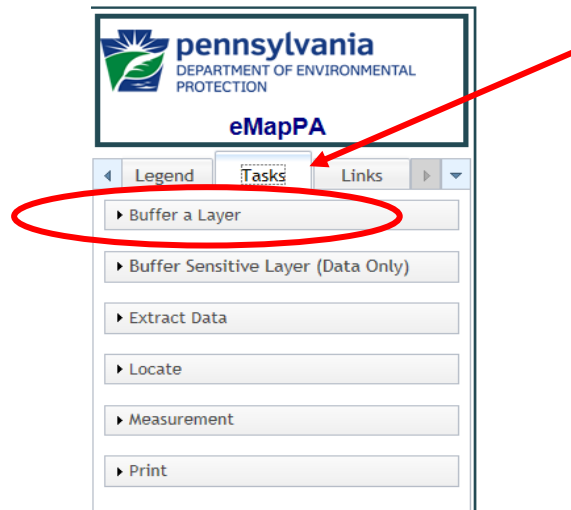 pennsylvania
DEPARTMENT OF ENVIRONMENTAL
PROTECTION
eMapPA
Legend Tasks Links
Buffer a Layer
Buffer Sensitive Layer (Data Only)
Extract Data
Locate
Measurement
Print